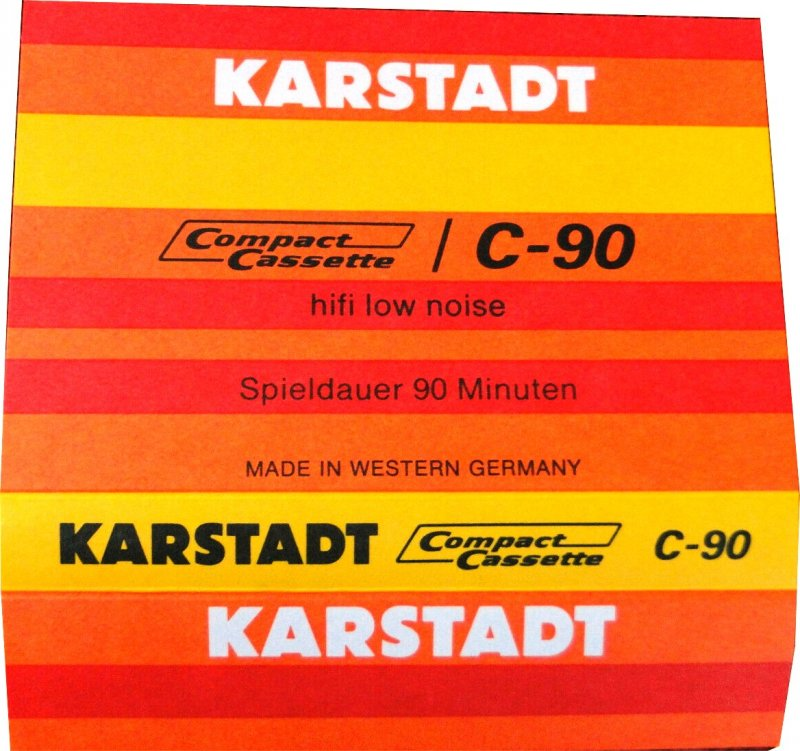 KARSTADT
Compact Cassette / C-90
hifi low noise
Spieldauer 90 Minuten
MADE IN WESTERN GERMANY
KARSTADT Compact Cassette C-90
KARSTADT